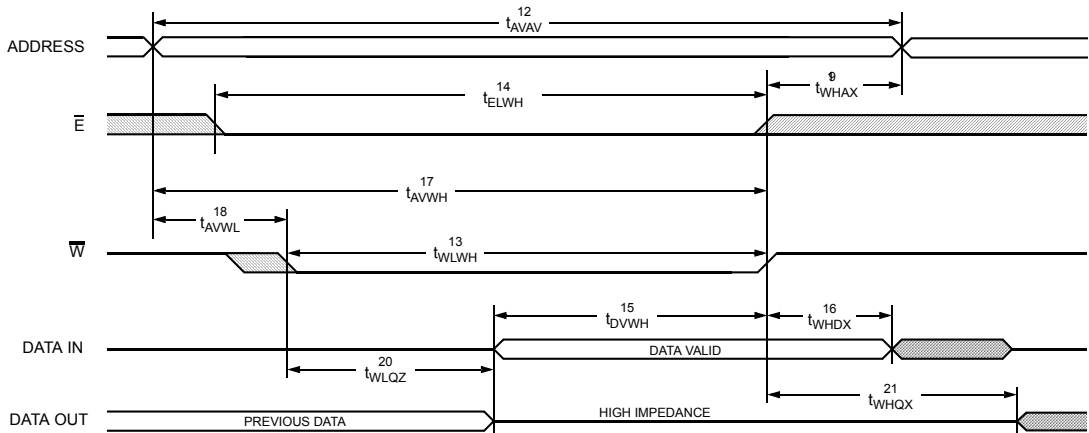 12
tAVAV
ADDRESS
14
tELWH
tWHAX
E
17
tAVWH
18
tAVWL
W
13
tWLWH
15
tDVWH
16
tWHDX
DATA IN
DATA VALID
20
tWLQZ
21
tWHQX
DATA OUT
PREVIOUS DATA
HIGH IMPEDANCE